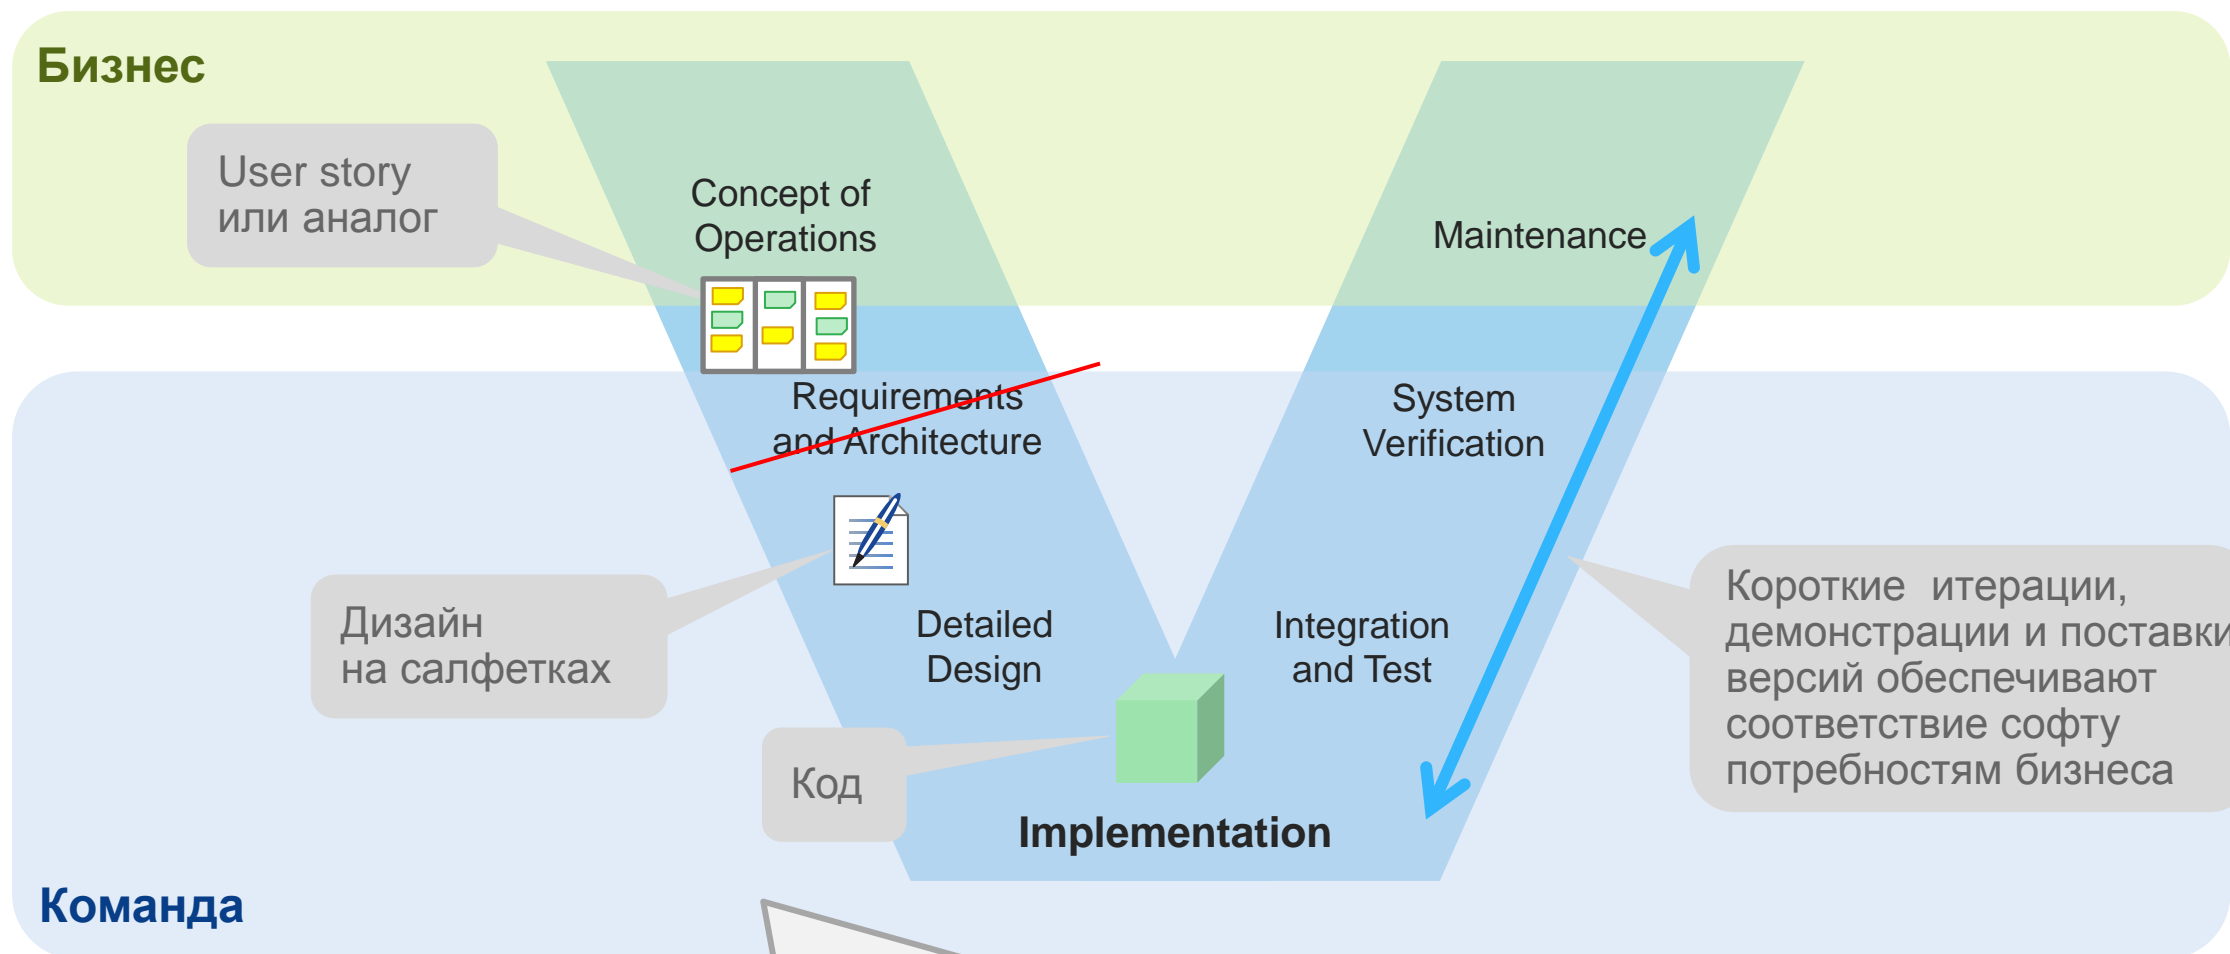 Бизнес
User story
или аналог
Concept of
Operations
Maintenance
Requirements
and Architecture
System
Verification
Дизайн
на салфетках
Detailed
Design
Integration
and Test
Короткие итерации,
демонстрации и поставки
версий обеспечивают
соответствие софту
потребностям бизнеса
Код
Implementation
Команда